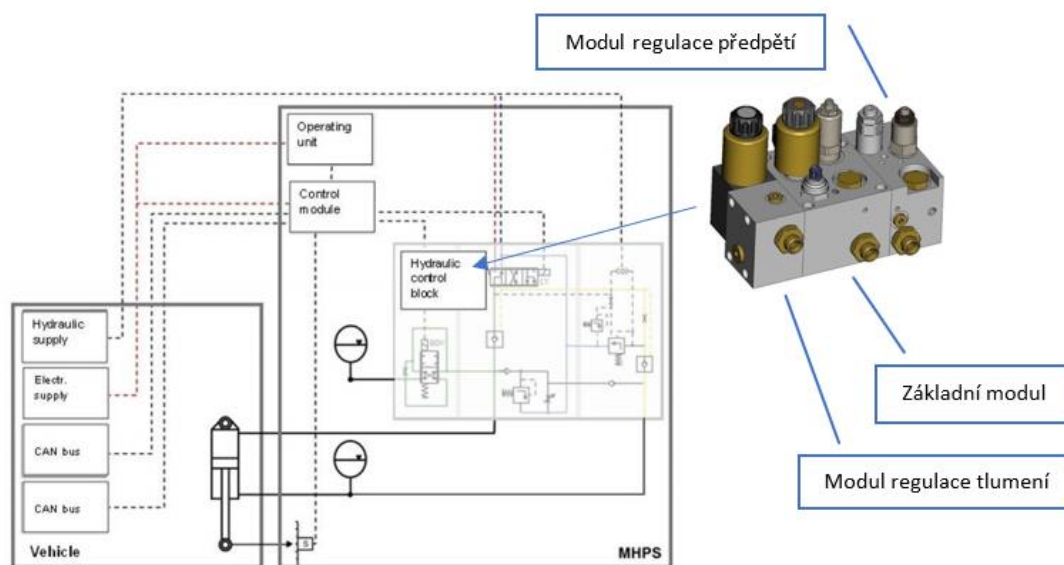 Modul regulace předpětí
Operating
unit
Control
module
Hydraulic
control
block
Hydraulic
supply
Electr.
supply
CAN bus
CAN bus
Vehicle
S
MHPS
Základní modul
Modul regulace tlumení